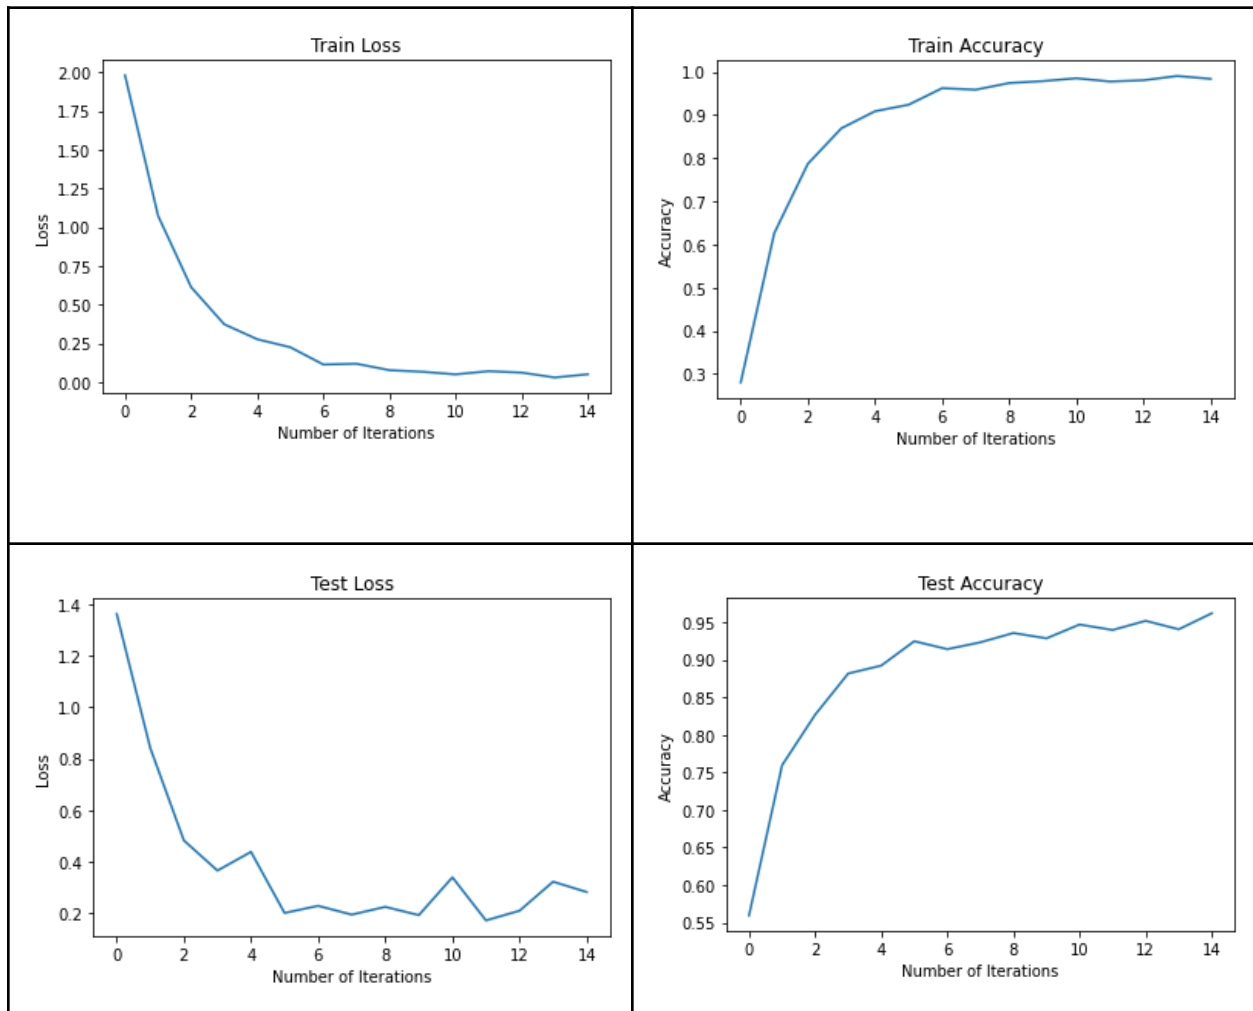 Train Loss
2.00
1.75
1.50
1.25
1.00
0.75
0.50
0.25
0.00
Loss
0 2 4 6 8 10 12 14
Number of Iterations
Train Accuracy
1.0
0.9
0.8
0.7
0.6
0.5
0.4
0.3
Accuracy
0 2 4 6 8 10 12 14
Number of Iterations
Test Loss
1.4
1.2
1.0
0.8
0.6
0.4
0.2
Loss
0 2 4 6 8 10 12 14
Number of Iterations
Test Accuracy
0.95
0.90
0.85
0.80
0.75
0.70
0.65
0.60
0.55
Accuracy
0 2 4 6 8 10 12 14
Number of Iterations